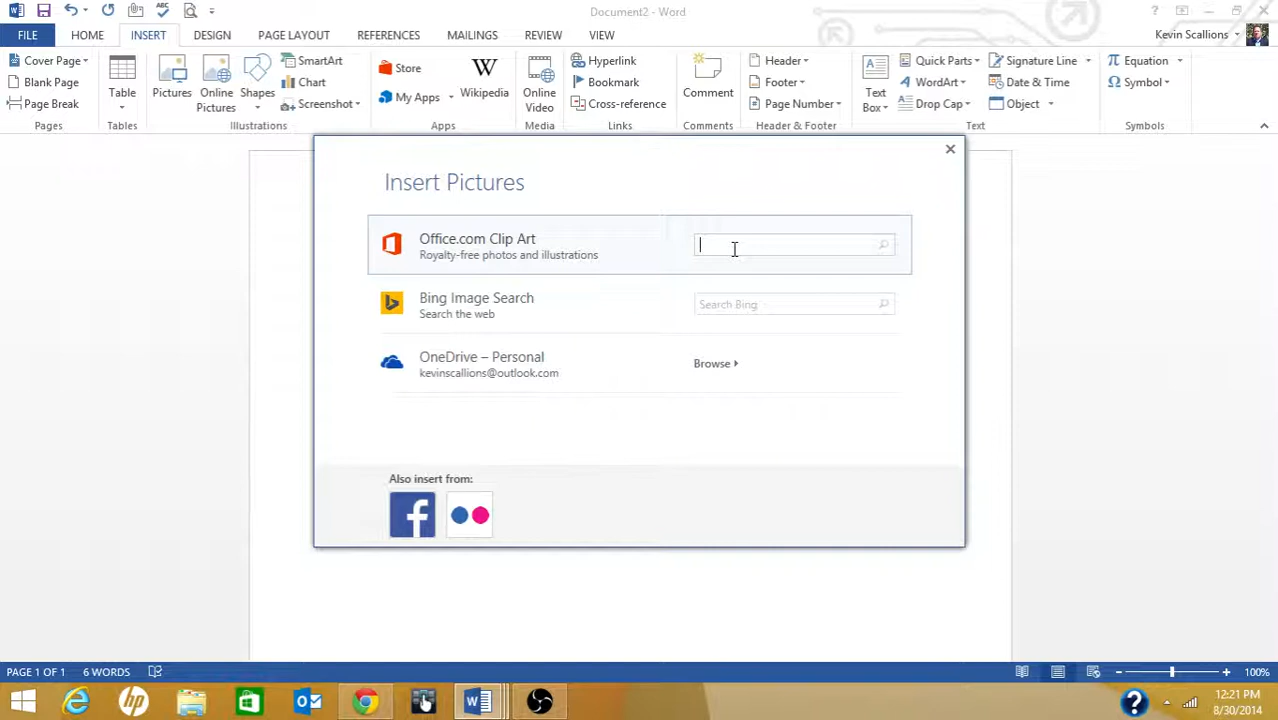 Document2 - Word
?
FILE HOME INSERT DESIGN PAGE LAYOUT REFERENCES MAILINGS REVIEW VIEW Kevin Scallions
Cover Page
Blank Page
Page Break
Pages
Table
Tables
Pictures
Online Pictures
Shapes
SmartArt
Chart
Screenshot
Illustrations
Store
My Apps
W
Wikipedia
Apps
Online Video
Media
Hyperlink
Bookmark
Cross-reference
Links
Comment
Comments
Header
Footer
Page Number
Header & Footer
A
Text Box
Quick Parts
WordArt
Drop Cap
Signature Line
Date & Time
Object
Text
Equation
Symbol
Symbols
Insert Pictures
Office.com Clip Art
Royalty-free photos and illustrations
Bing Image Search
Search the web
Search Bing
OneDrive – Personal
kevinscallions@outlook.com
Browse
Also insert from:
PAGE 1 OF 1 6 WORDS 100%
12:21 PM
8/30/2014